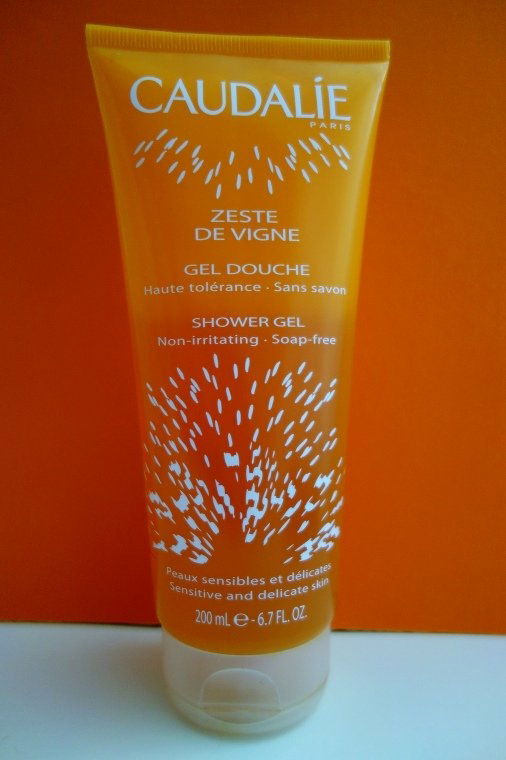 CAUDALÍE
PARIS
ZESTE
DE VIGNE
GEL DOUCHE
Haute tolérance · Sans savon
SHOWER GEL
Non-irritating · Soap-free
Peaux sensibles et délicates
Sensitive and delicate skin
200 mL ℮ - 6.7 FL. OZ.